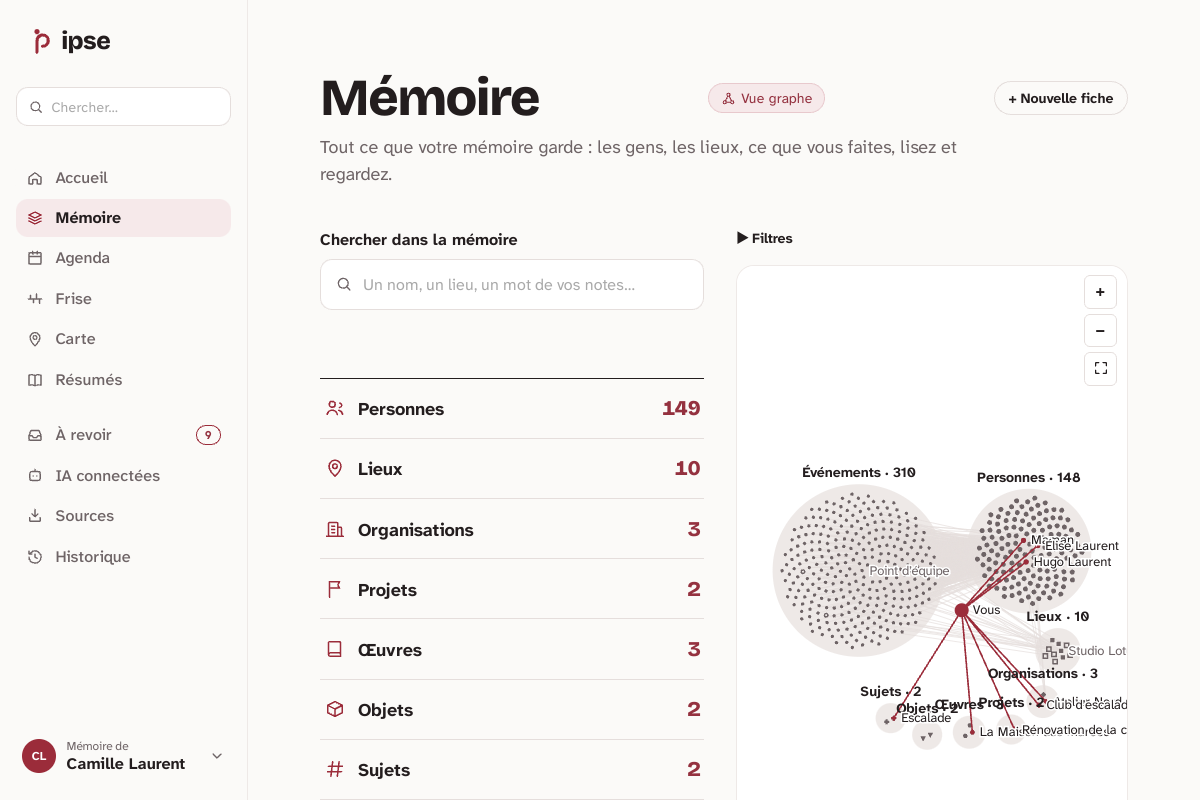 ipse
Chercher...
Accueil
Mémoire
Agenda
Frise
Carte
Résumés
À revoir
9
IA connectées
Sources
Historique
CL
Mémoire de
Camille Laurent
Mémoire
Vue graphe
+ Nouvelle fiche
Tout ce que votre mémoire garde : les gens, les lieux, ce que vous faites, lisez et
regardez.
Chercher dans la mémoire
Un nom, un lieu, un mot de vos notes...
Personnes
149
Lieux
10
Organisations
3
Projets
2
Œuvres
3
Objets
2
Sujets
2
▶ Filtres
+
−
Événements · 310
Personnes · 148
Maman
Élise Laurent
Hugo Laurent
Point d'équipe
Vous
Lieux · 10
Studio Lot
Organisations · 3
Sujets · 2
Objets · 2
Œuvres · 3
Projets · 2
Club d'escalad
Escalade
La Mais
Rénovation de la c